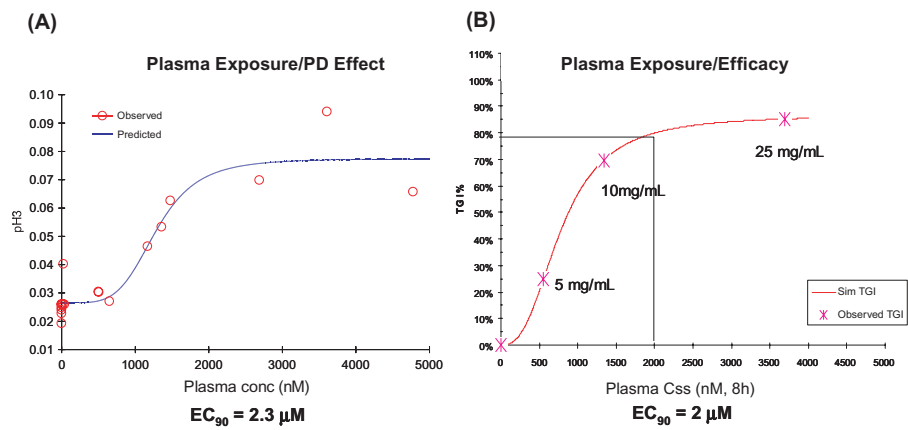 (A)
Plasma Exposure/PD Effect
0.10
0.09
0.08
0.07
0.06
0.05
0.04
0.03
0.02
0.01
pH3
Observed
Predicted
0 1000 2000 3000 4000 5000
Plasma conc (nM)
EC90 = 2.3 µM
(B)
Plasma Exposure/Efficacy
110%
100%
90%
80%
70%
60%
50%
40%
30%
20%
10%
0%
TGI%
25 mg/mL
10mg/mL
5 mg/mL
Sim TGI
Observed TGI
0 500 1000 1500 2000 2500 3000 3500 4000 4500 5000
Plasma Css (nM, 8h)
EC90 = 2 µM